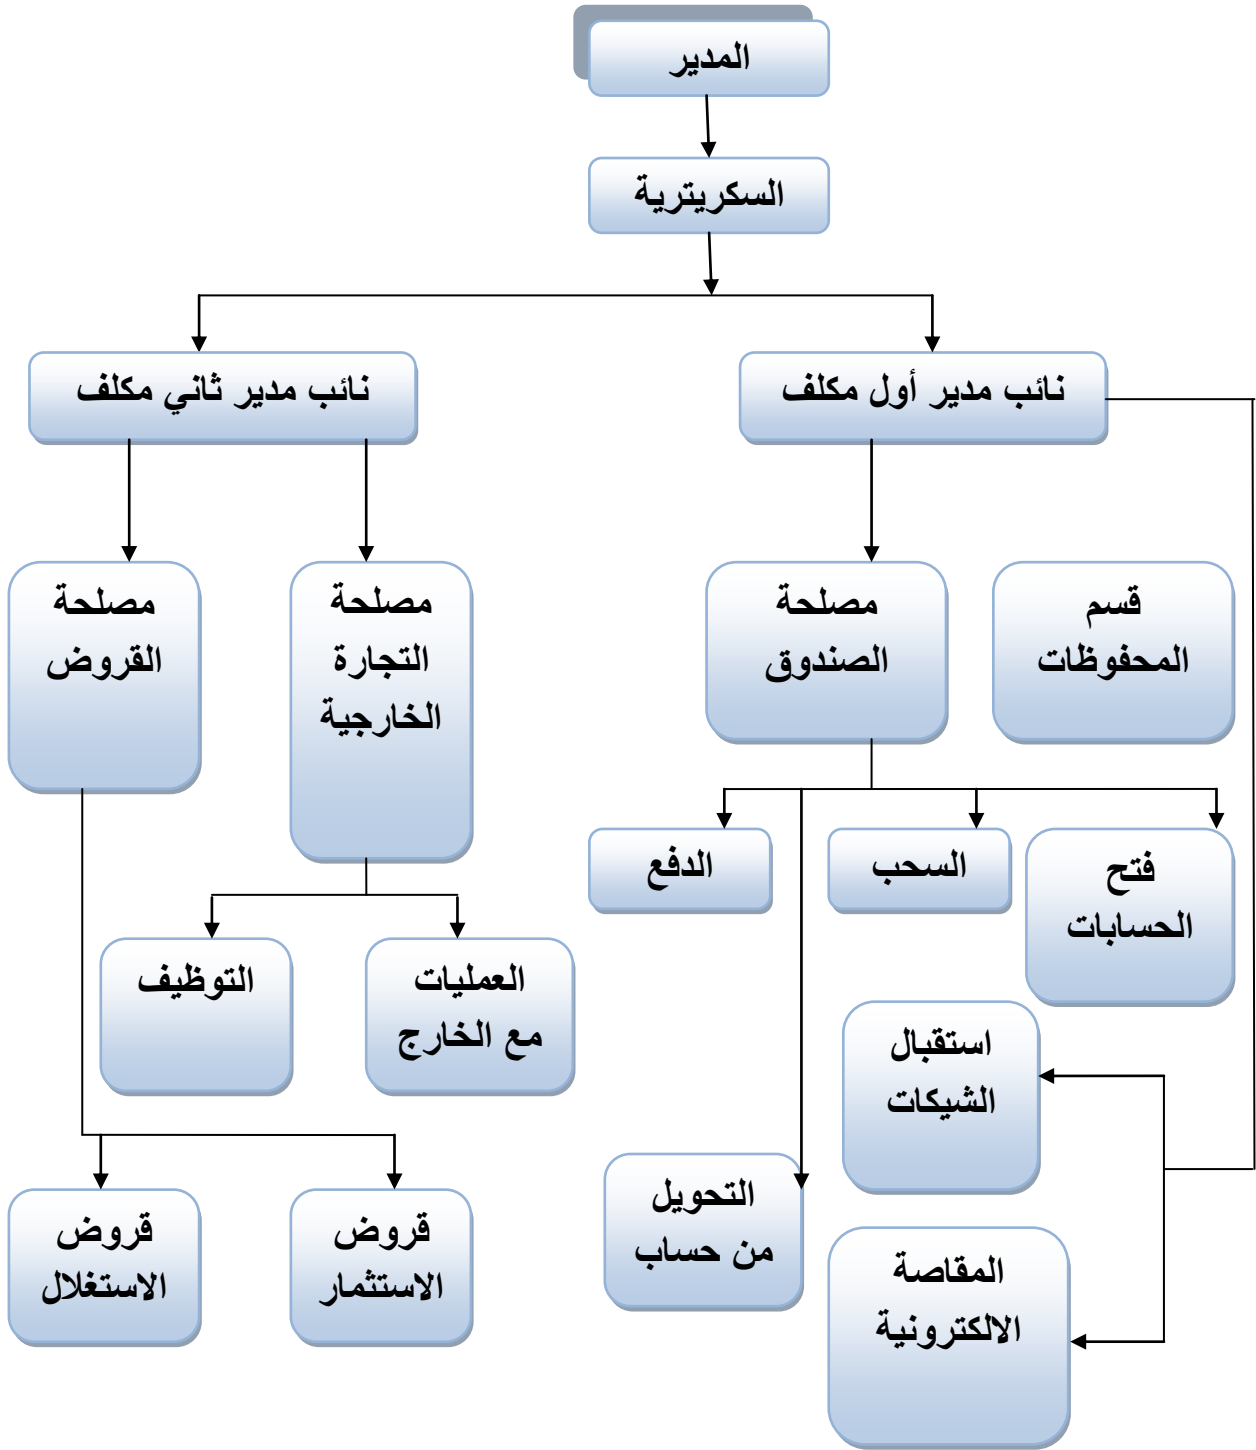 المدير
السكريترية
نائب مدير أول مكلف
نائب مدير ثاني مكلف
قسم
المحفوظات
مصلحة
الصندوق
مصلحة
التجارة
الخارجية
مصلحة
القروض
فتح
الحسابات
السحب
الدفع
العمليات
مع الخارج
التوظيف
استقبال
الشيكات
التحويل
من حساب
المقاصة
الالكترونية
قروض
الاستثمار
قروض
الاستغلال